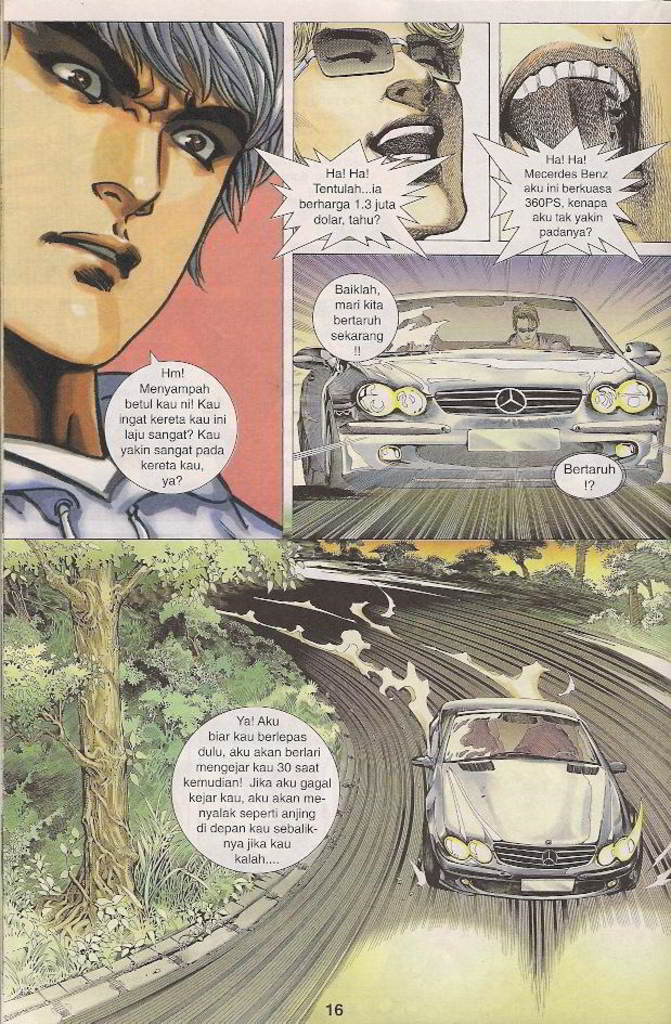 Hm!
Menyampah
betul kau ni! Kau
ingat kereta kau ini
laju sangat? Kau
yakin sangat pada
kereta kau,
ya?
Ha! Ha!
Tentulah...ia
berharga 1.3 juta
dolar, tahu?
Ha! Ha!
Mecerdes Benz
aku ini berkuasa
360PS, kenapa
aku tak yakin
padanya?
Baiklah,
mari kita
bertaruh
sekarang
!!
Bertaruh
!?
Ya! Aku
biar kau berlepas
dulu, aku akan berlari
mengejar kau 30 saat
kemudian! Jika aku gagal
kejar kau, aku akan me-
nyalak seperti anjing
di depan kau sebalik-
nya jika kau
kalah....
16